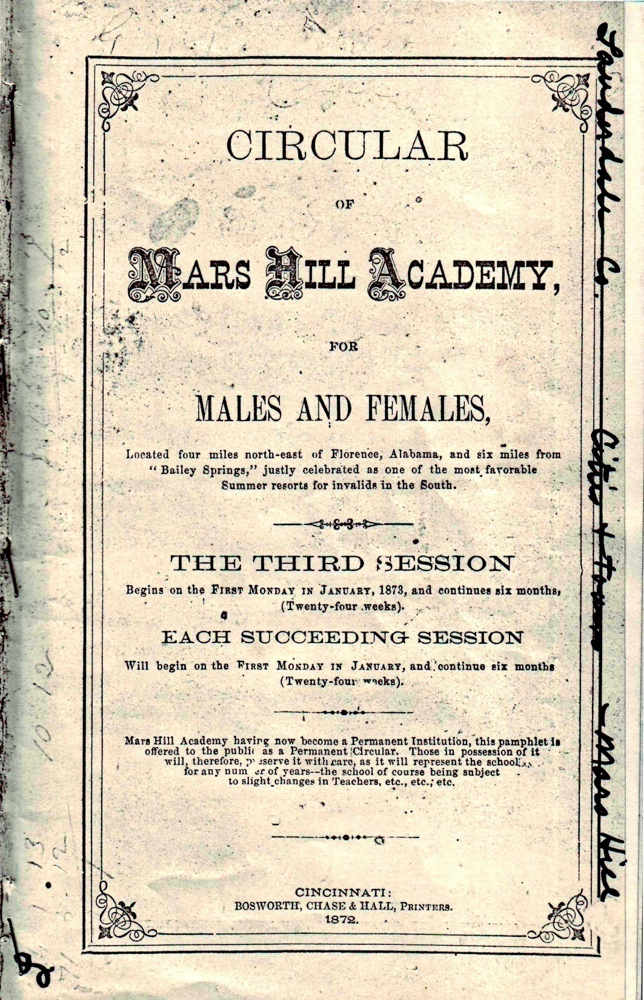 CIRCULAR
OF
MARS HILL ACADEMY,
FOR
MALES AND FEMALES,
Located four miles north-east of Florence, Alabama, and six miles from
“Bailey Springs,” justly celebrated as one of the most favorable
Summer resorts for invalids in the South.
THE THIRD SESSION
Begins on the FIRST MONDAY IN JANUARY, 1873, and continues six months,
(Twenty-four weeks).
EACH SUCCEEDING SESSION
Will begin on the FIRST MONDAY IN JANUARY, and continue six months
(Twenty-four weeks).
Mars Hill Academy having now become a Permanent Institution, this pamphlet is
offered to the public as a Permanent Circular. Those in possession of it
will, therefore, preserve it with care, as it will represent the school
for any number of years--the school of course being subject
to slight changes in Teachers, etc., etc., etc.
CINCINNATI:
BOSWORTH, CHASE & HALL, PRINTERS.
1872.
Lauderdale Co. Cities + Towns – Mars Hill
10 12
13
12